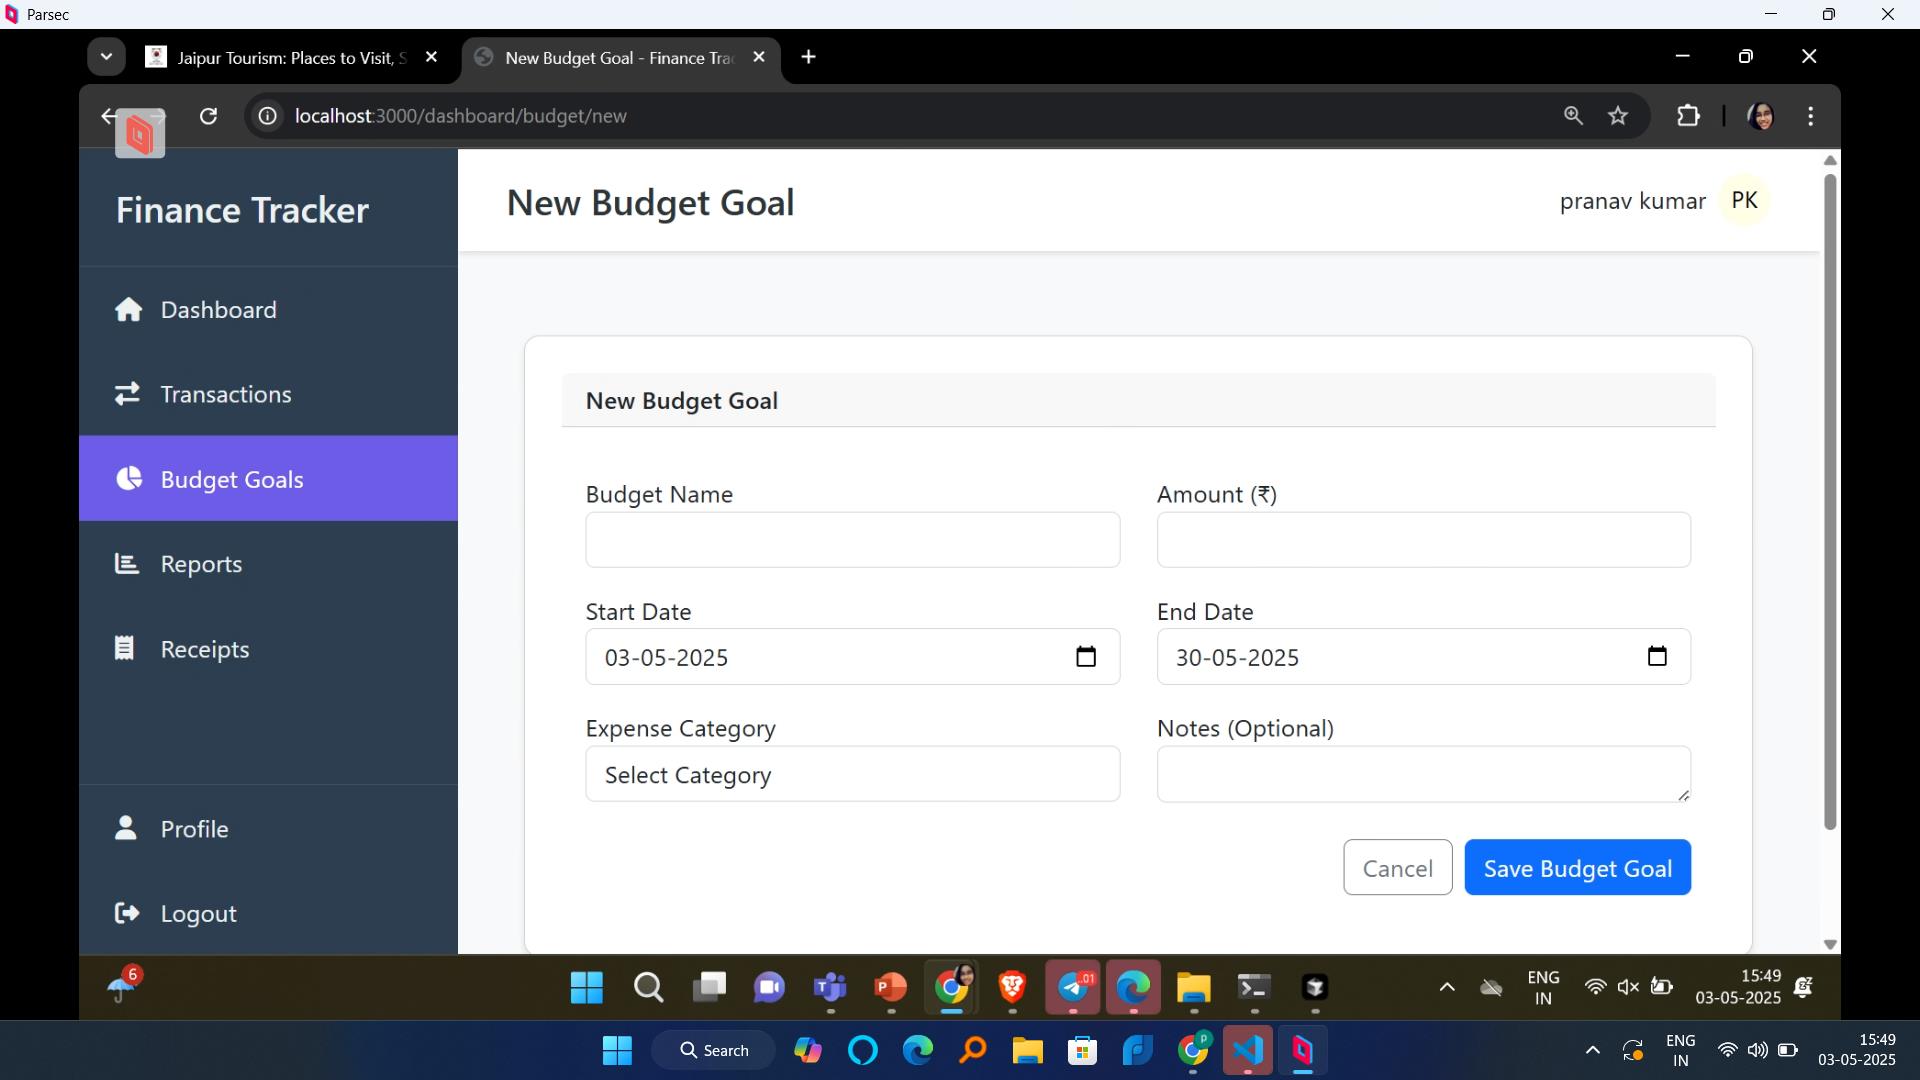 Parsec
Jaipur Tourism: Places to Visit, S
New Budget Goal - Finance Tra
localhost:3000/dashboard/budget/new
Finance Tracker
New Budget Goal
pranav kumar
PK
Dashboard
Transactions
Budget Goals
Reports
Receipts
Profile
Logout
New Budget Goal
Budget Name
Amount (₹)
Start Date
End Date
03-05-2025
30-05-2025
Expense Category
Notes (Optional)
Select Category
Cancel
Save Budget Goal
6
.01
ENG
IN
15:49
03-05-2025
Search
P
ENG
IN
15:49
03-05-2025